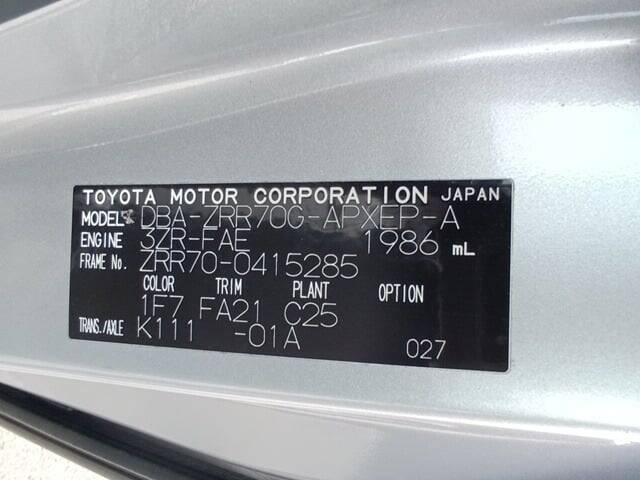 TOYOTA MOTOR CORPORATION JAPAN
MODEL DBA-ZRR70G-APXEP-A
ENGINE 3ZR-FAE 1986 mL
FRAME No. ZRR70-0415285
COLOR TRIM PLANT OPTION
1F7 FA21 C25
TRANS./AXLE K111 -01A
027